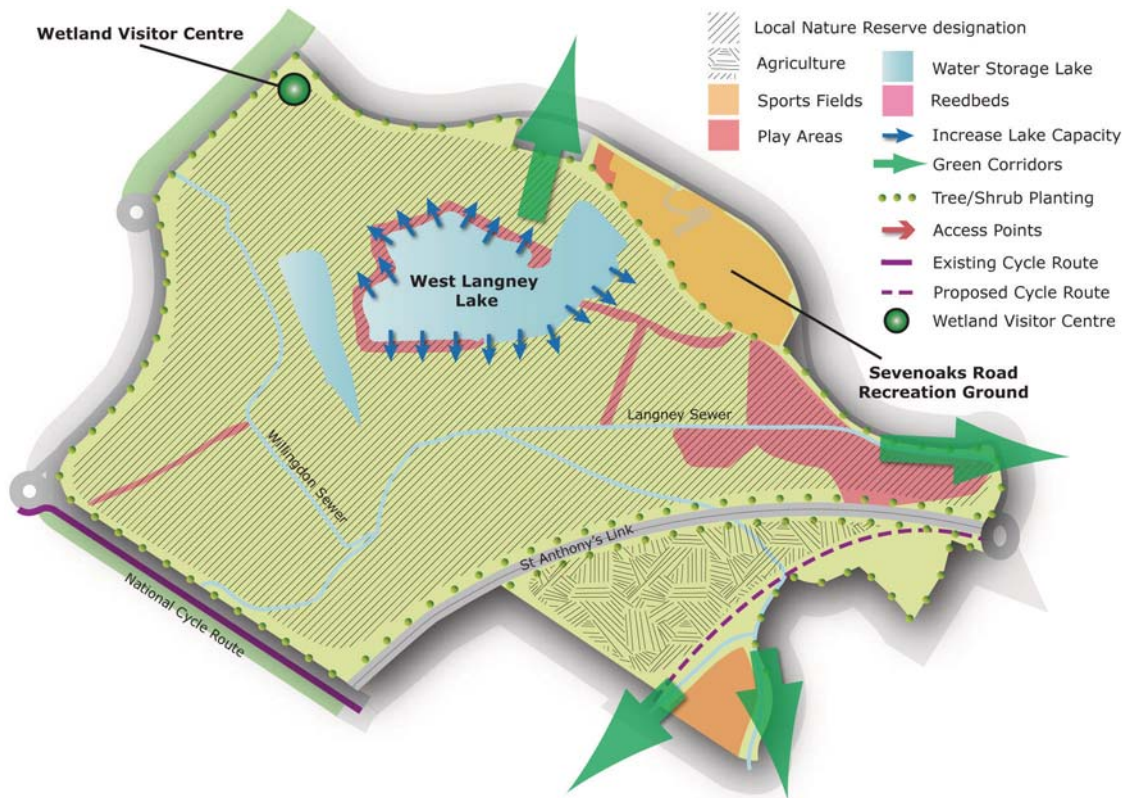 Wetland Visitor Centre
Local Nature Reserve designation
Agriculture
Sports Fields
Play Areas
Water Storage Lake
Reedbeds
Increase Lake Capacity
Green Corridors
Tree/Shrub Planting
Access Points
Existing Cycle Route
Proposed Cycle Route
Wetland Visitor Centre
West Langney
Lake
Sevenoaks Road
Recreation Ground
Langney Sewer
Willingdon Sewer
St Anthony's Link
National Cycle Route